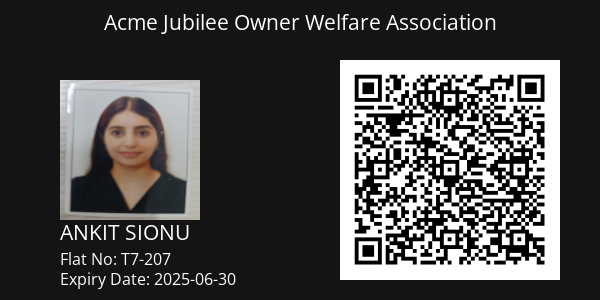 Acme Jubilee Owner Welfare Association
ANKIT SIONU
Flat No: T7-207
Expiry Date: 2025-06-30